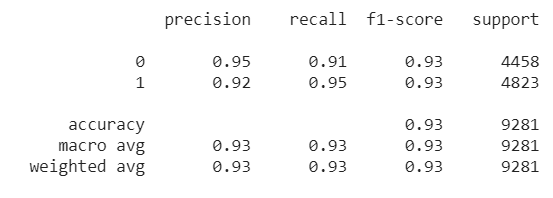 precision recall f1-score support
0 0.95 0.91 0.93 4458
1 0.92 0.95 0.93 4823
accuracy 0.93 9281
macro avg 0.93 0.93 0.93 9281
weighted avg 0.93 0.93 0.93 9281